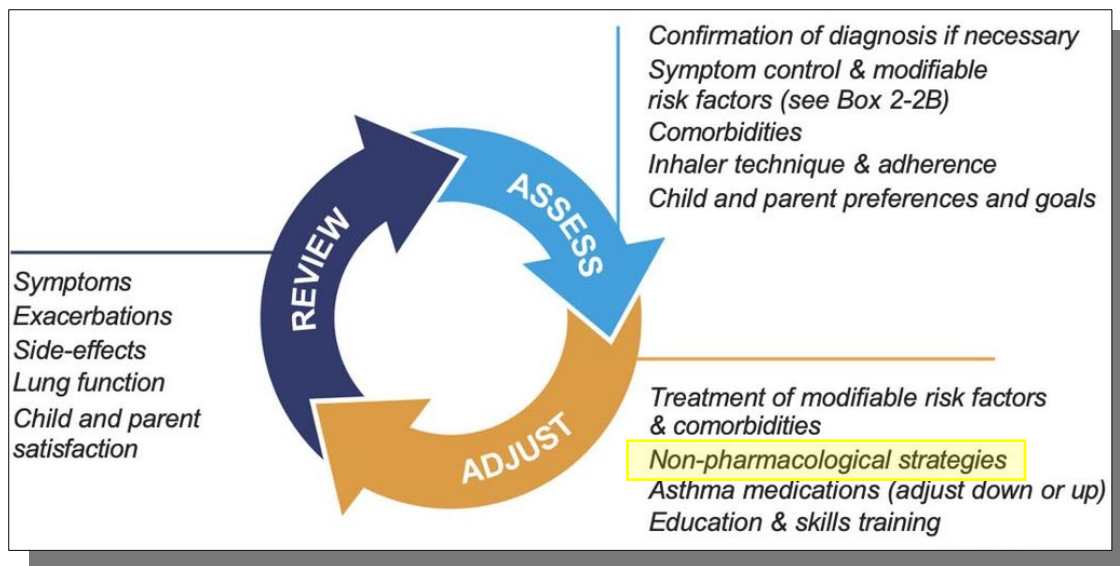 Confirmation of diagnosis if necessary
Symptom control & modifiable
risk factors (see Box 2-2B)
Comorbidities
Inhaler technique & adherence
Child and parent preferences and goals
ASSESS
REVIEW
Symptoms
Exacerbations
Side-effects
Lung function
Child and parent
satisfaction
ADJUST
Treatment of modifiable risk factors
& comorbidities
Non-pharmacological strategies
Asthma medications (adjust down or up)
Education & skills training